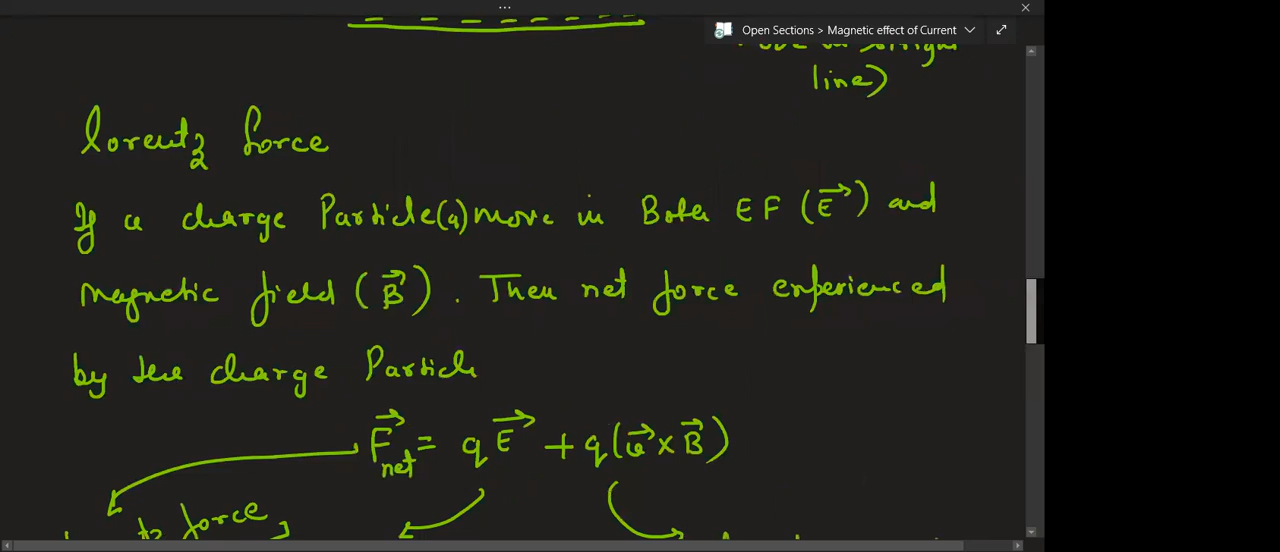 Open Sections > Magnetic effect of Current
line)
Lorentz force
If a charge Particle(q) move in Both EF (E⃗) and
magnetic field (B⃗). Then net force experienced
by the charge Particle
F⃗net = qE⃗ + q(v⃗ × B⃗)
force